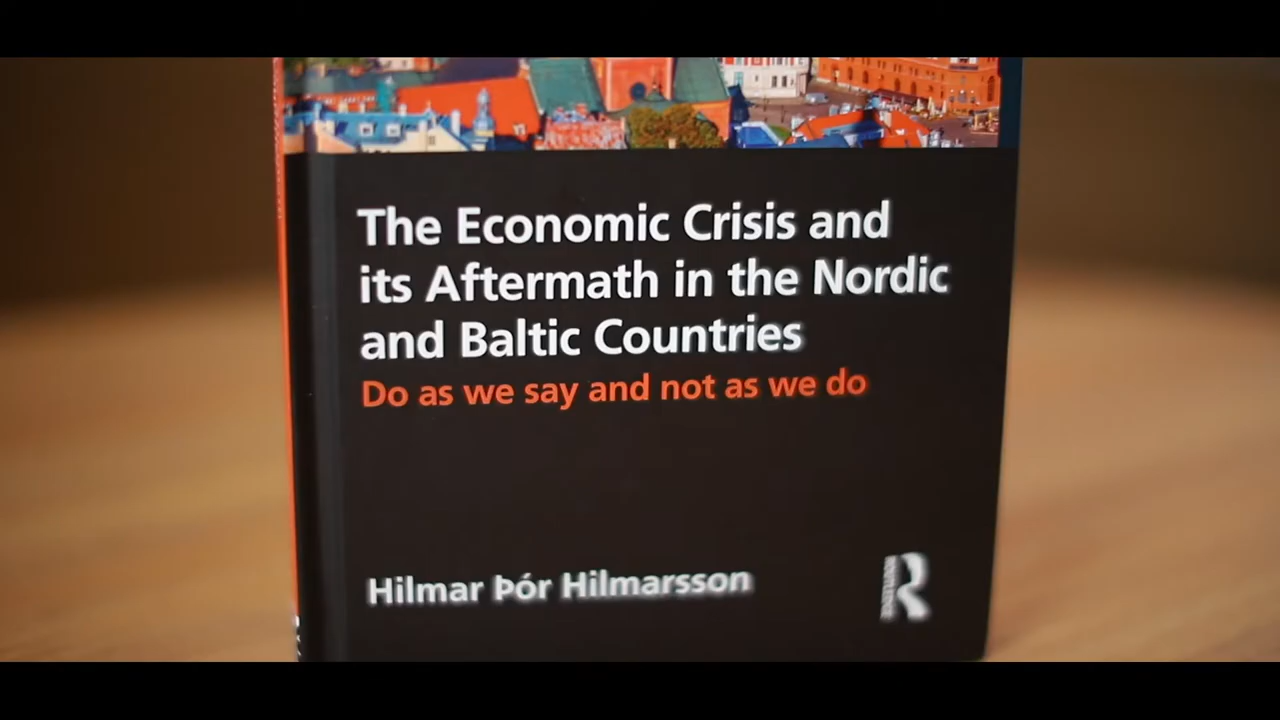 The Economic Crisis and
its Aftermath in the Nordic
and Baltic Countries
Do as we say and not as we do
Hilmar Þór Hilmarsson